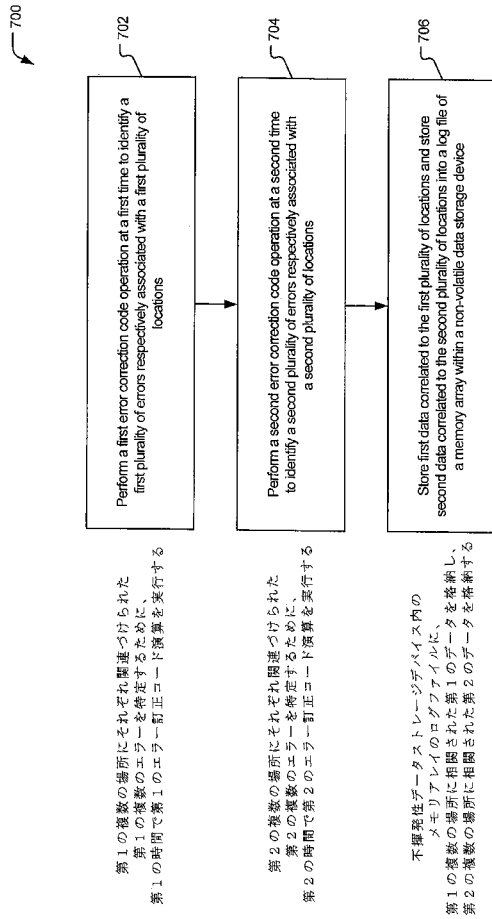 700
702
Perform a first error correction code operation at a first time to identify a
first plurality of errors respectively associated with a first plurality of
locations
第１の複数の場所にそれぞれ関連づけられた
第１の複数のエラーを特定するために、
第１の時間で第１のエラー訂正コード演算を実行する
704
Perform a second error correction code operation at a second time
to identify a second plurality of errors respectively associated with
a second plurality of locations
第２の複数の場所にそれぞれ関連づけられた
第２の複数のエラーを特定するために、
第２の時間で第２のエラー訂正コード演算を実行する
706
Store first data correlated to the first plurality of locations and store
second data correlated to the second plurality of locations into a log file of
a memory array within a non-volatile data storage device
不揮発性データストレージデバイス内の
メモリアレイのログファイルに、
第１の複数の場所に相関された第１のデータを格納し、
第２の複数の場所に相関された第２のデータを格納する